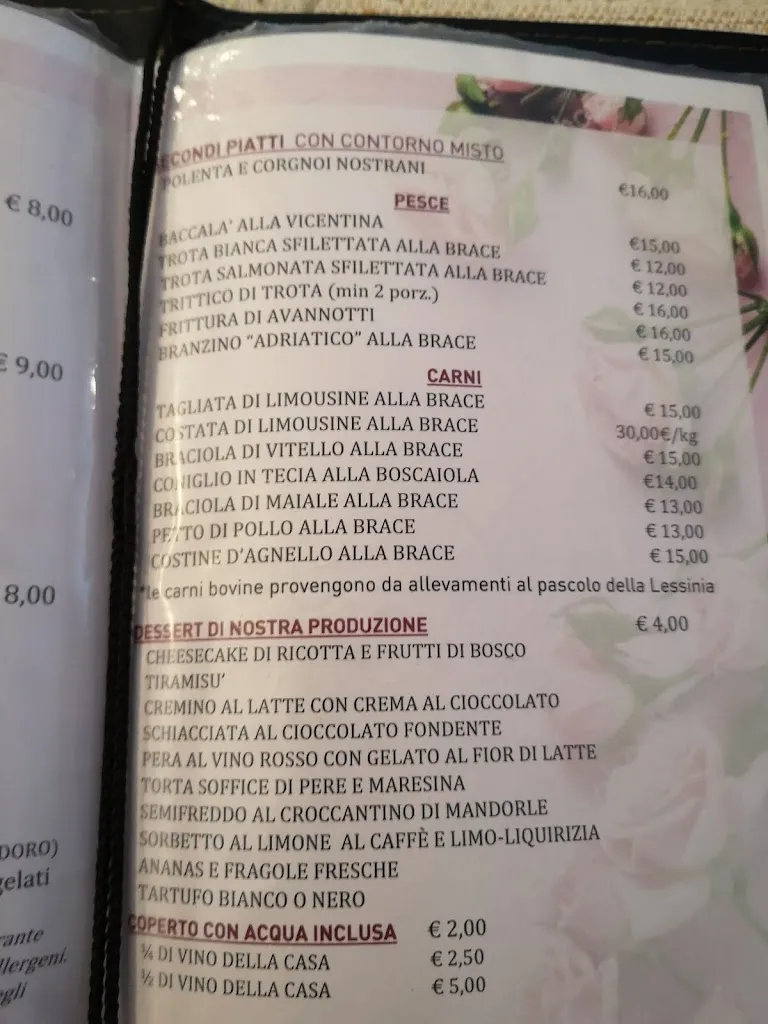 € 8,00
€ 9,00
8,00
DORO)
gelati
rante
llergeni.
egli
ECONDI PIATTI CON CONTORNO MISTO
POLENTA E CORGNOI NOSTRANI €16,00
PESCE
BACCALA’ ALLA VICENTINA €15,00
TROTA BIANCA SFILETTATA ALLA BRACE € 12,00
TROTA SALMONATA SFILETTATA ALLA BRACE € 12,00
TRITTICO DI TROTA (min 2 porz.) € 16,00
FRITTURA DI AVANNOTTI € 16,00
BRANZINO “ADRIATICO” ALLA BRACE € 15,00
CARNI
TAGLIATA DI LIMOUSINE ALLA BRACE € 15,00
COSTATA DI LIMOUSINE ALLA BRACE 30,00€/kg
BRACIOLA DI VITELLO ALLA BRACE € 15,00
CONIGLIO IN TECIA ALLA BOSCAIOLA €14,00
BRACIOLA DI MAIALE ALLA BRACE € 13,00
PETTO DI POLLO ALLA BRACE € 13,00
COSTINE D’AGNELLO ALLA BRACE € 15,00
*le carni bovine provengono da allevamenti al pascolo della Lessinia
DESSERT DI NOSTRA PRODUZIONE € 4,00
CHEESECAKE DI RICOTTA E FRUTTI DI BOSCO
TIRAMISU’
CREMINO AL LATTE CON CREMA AL CIOCCOLATO
SCHIACCIATA AL CIOCCOLATO FONDENTE
PERA AL VINO ROSSO CON GELATO AL FIOR DI LATTE
TORTA SOFFICE DI PERE E MARESINA
SEMIFREDDO AL CROCCANTINO DI MANDORLE
SORBETTO AL LIMONE AL CAFFÈ E LIMO-LIQUIRIZIA
ANANAS E FRAGOLE FRESCHE
TARTUFO BIANCO O NERO
COPERTO CON ACQUA INCLUSA € 2,00
¼ DI VINO DELLA CASA € 2,50
½ DI VINO DELLA CASA € 5,00